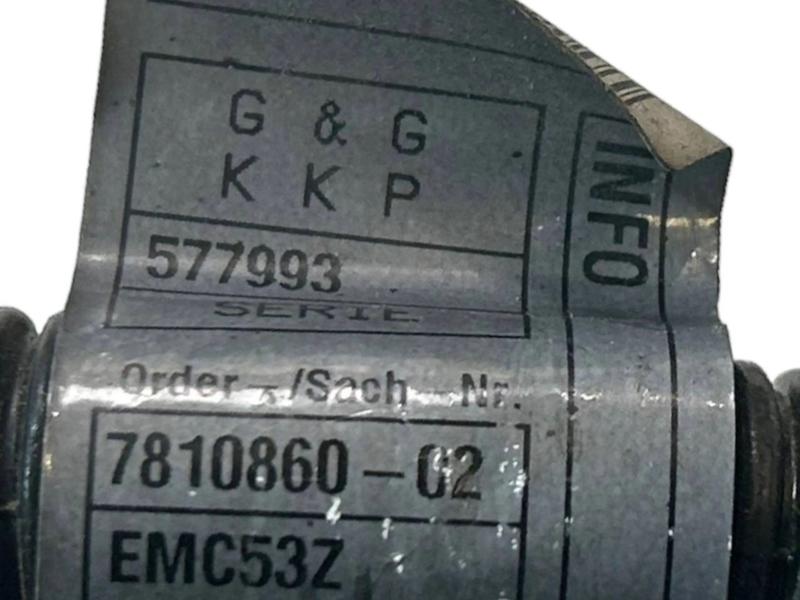 G & G
K K P
577993
SERIE
INFO
Order-/Sach-Nr.
7810860-02
EMC53Z